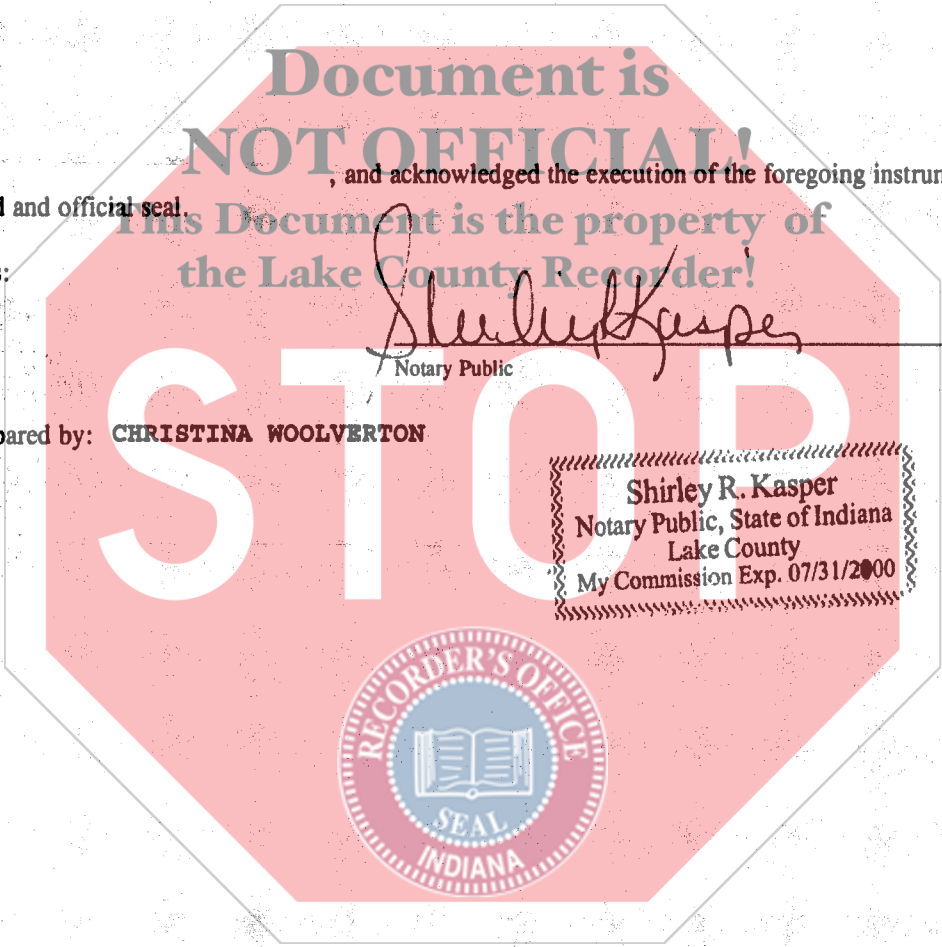 Document is
NOT OFFICIAL!
, and acknowledged the execution of the foregoing instrum
d and official seal.
This Document is the property of
the Lake County Recorder!
s:
Shirley R Kasper
Notary Public
STOP
pared by: CHRISTINA WOOLVERTON
Shirley R. Kasper
Notary Public, State of Indiana
Lake County
My Commission Exp. 07/31/2000
RECORDER'S OFFICE
SEAL
INDIANA